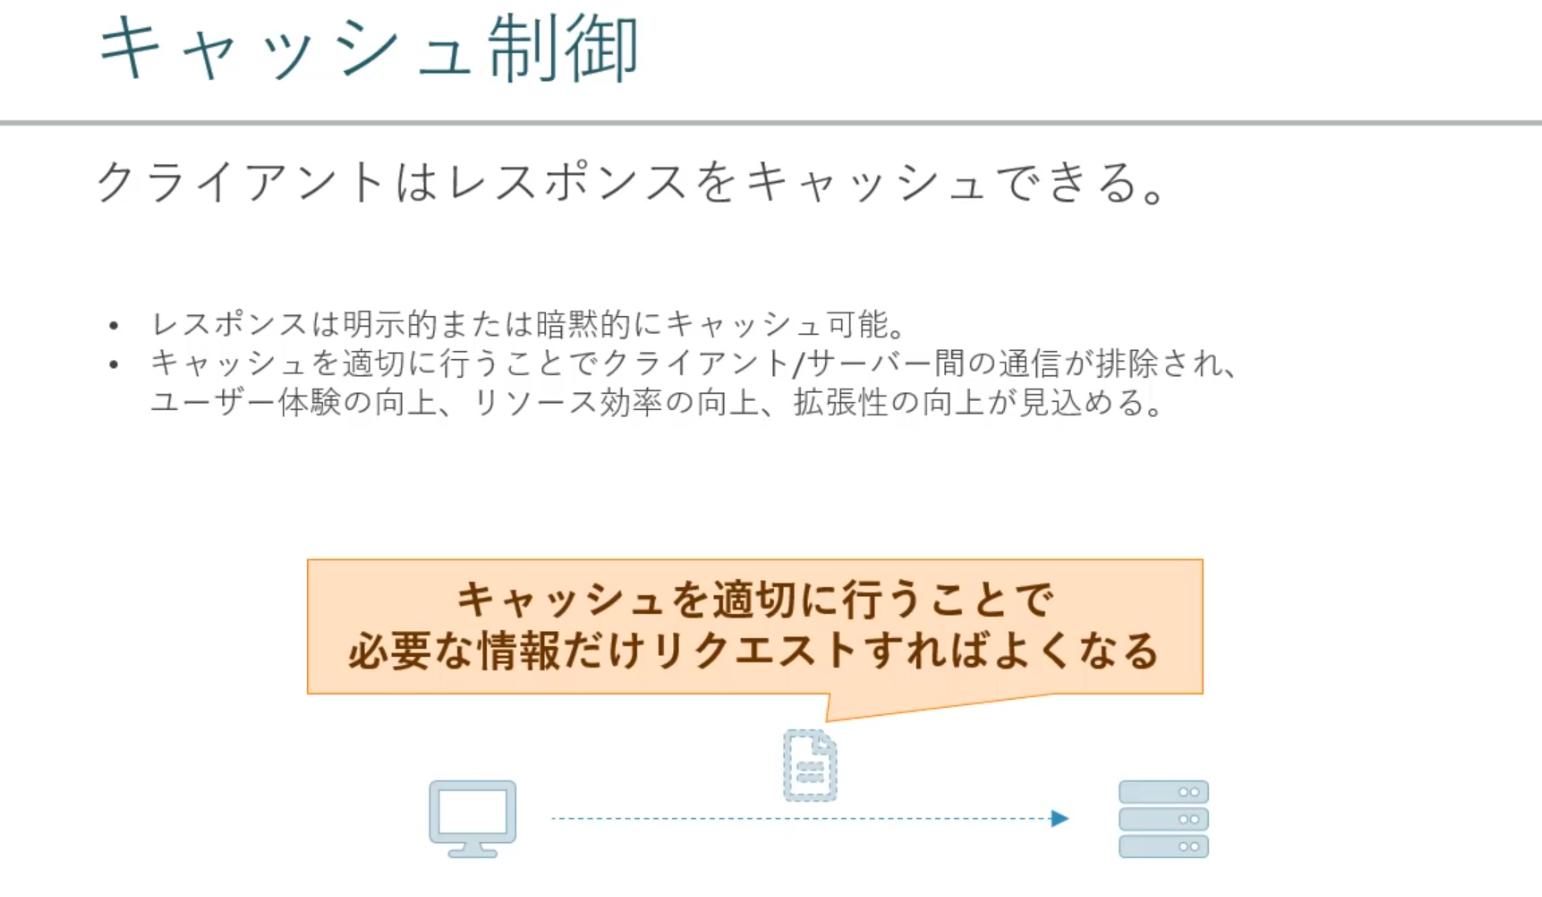 キャッシュ制御
クライアントはレスポンスをキャッシュできる。
• レスポンスは明示的または暗黙的にキャッシュ可能。
• キャッシュを適切に行うことでクライアント/サーバー間の通信が排除され、
ユーザー体験の向上、リソース効率の向上、拡張性の向上が見込める。
キャッシュを適切に行うことで
必要な情報だけリクエストすればよくなる